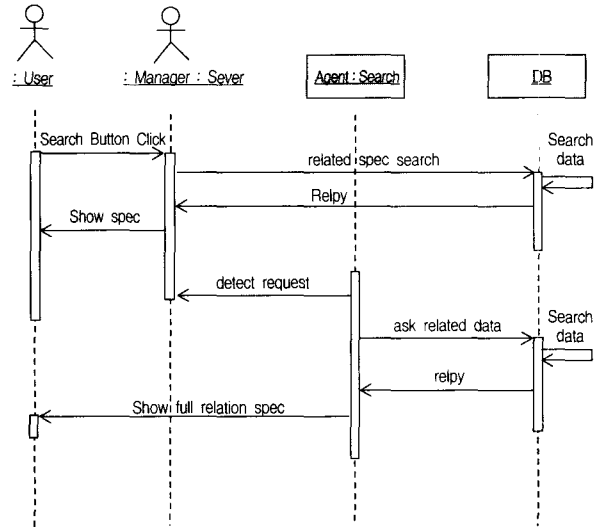 : User
: Manager : Sever
Agent : Search
DB
Search Button Click
Search
data
related spec search
Relpy
Show spec
detect request
Search
data
ask related data
relpy
Show full relation spec